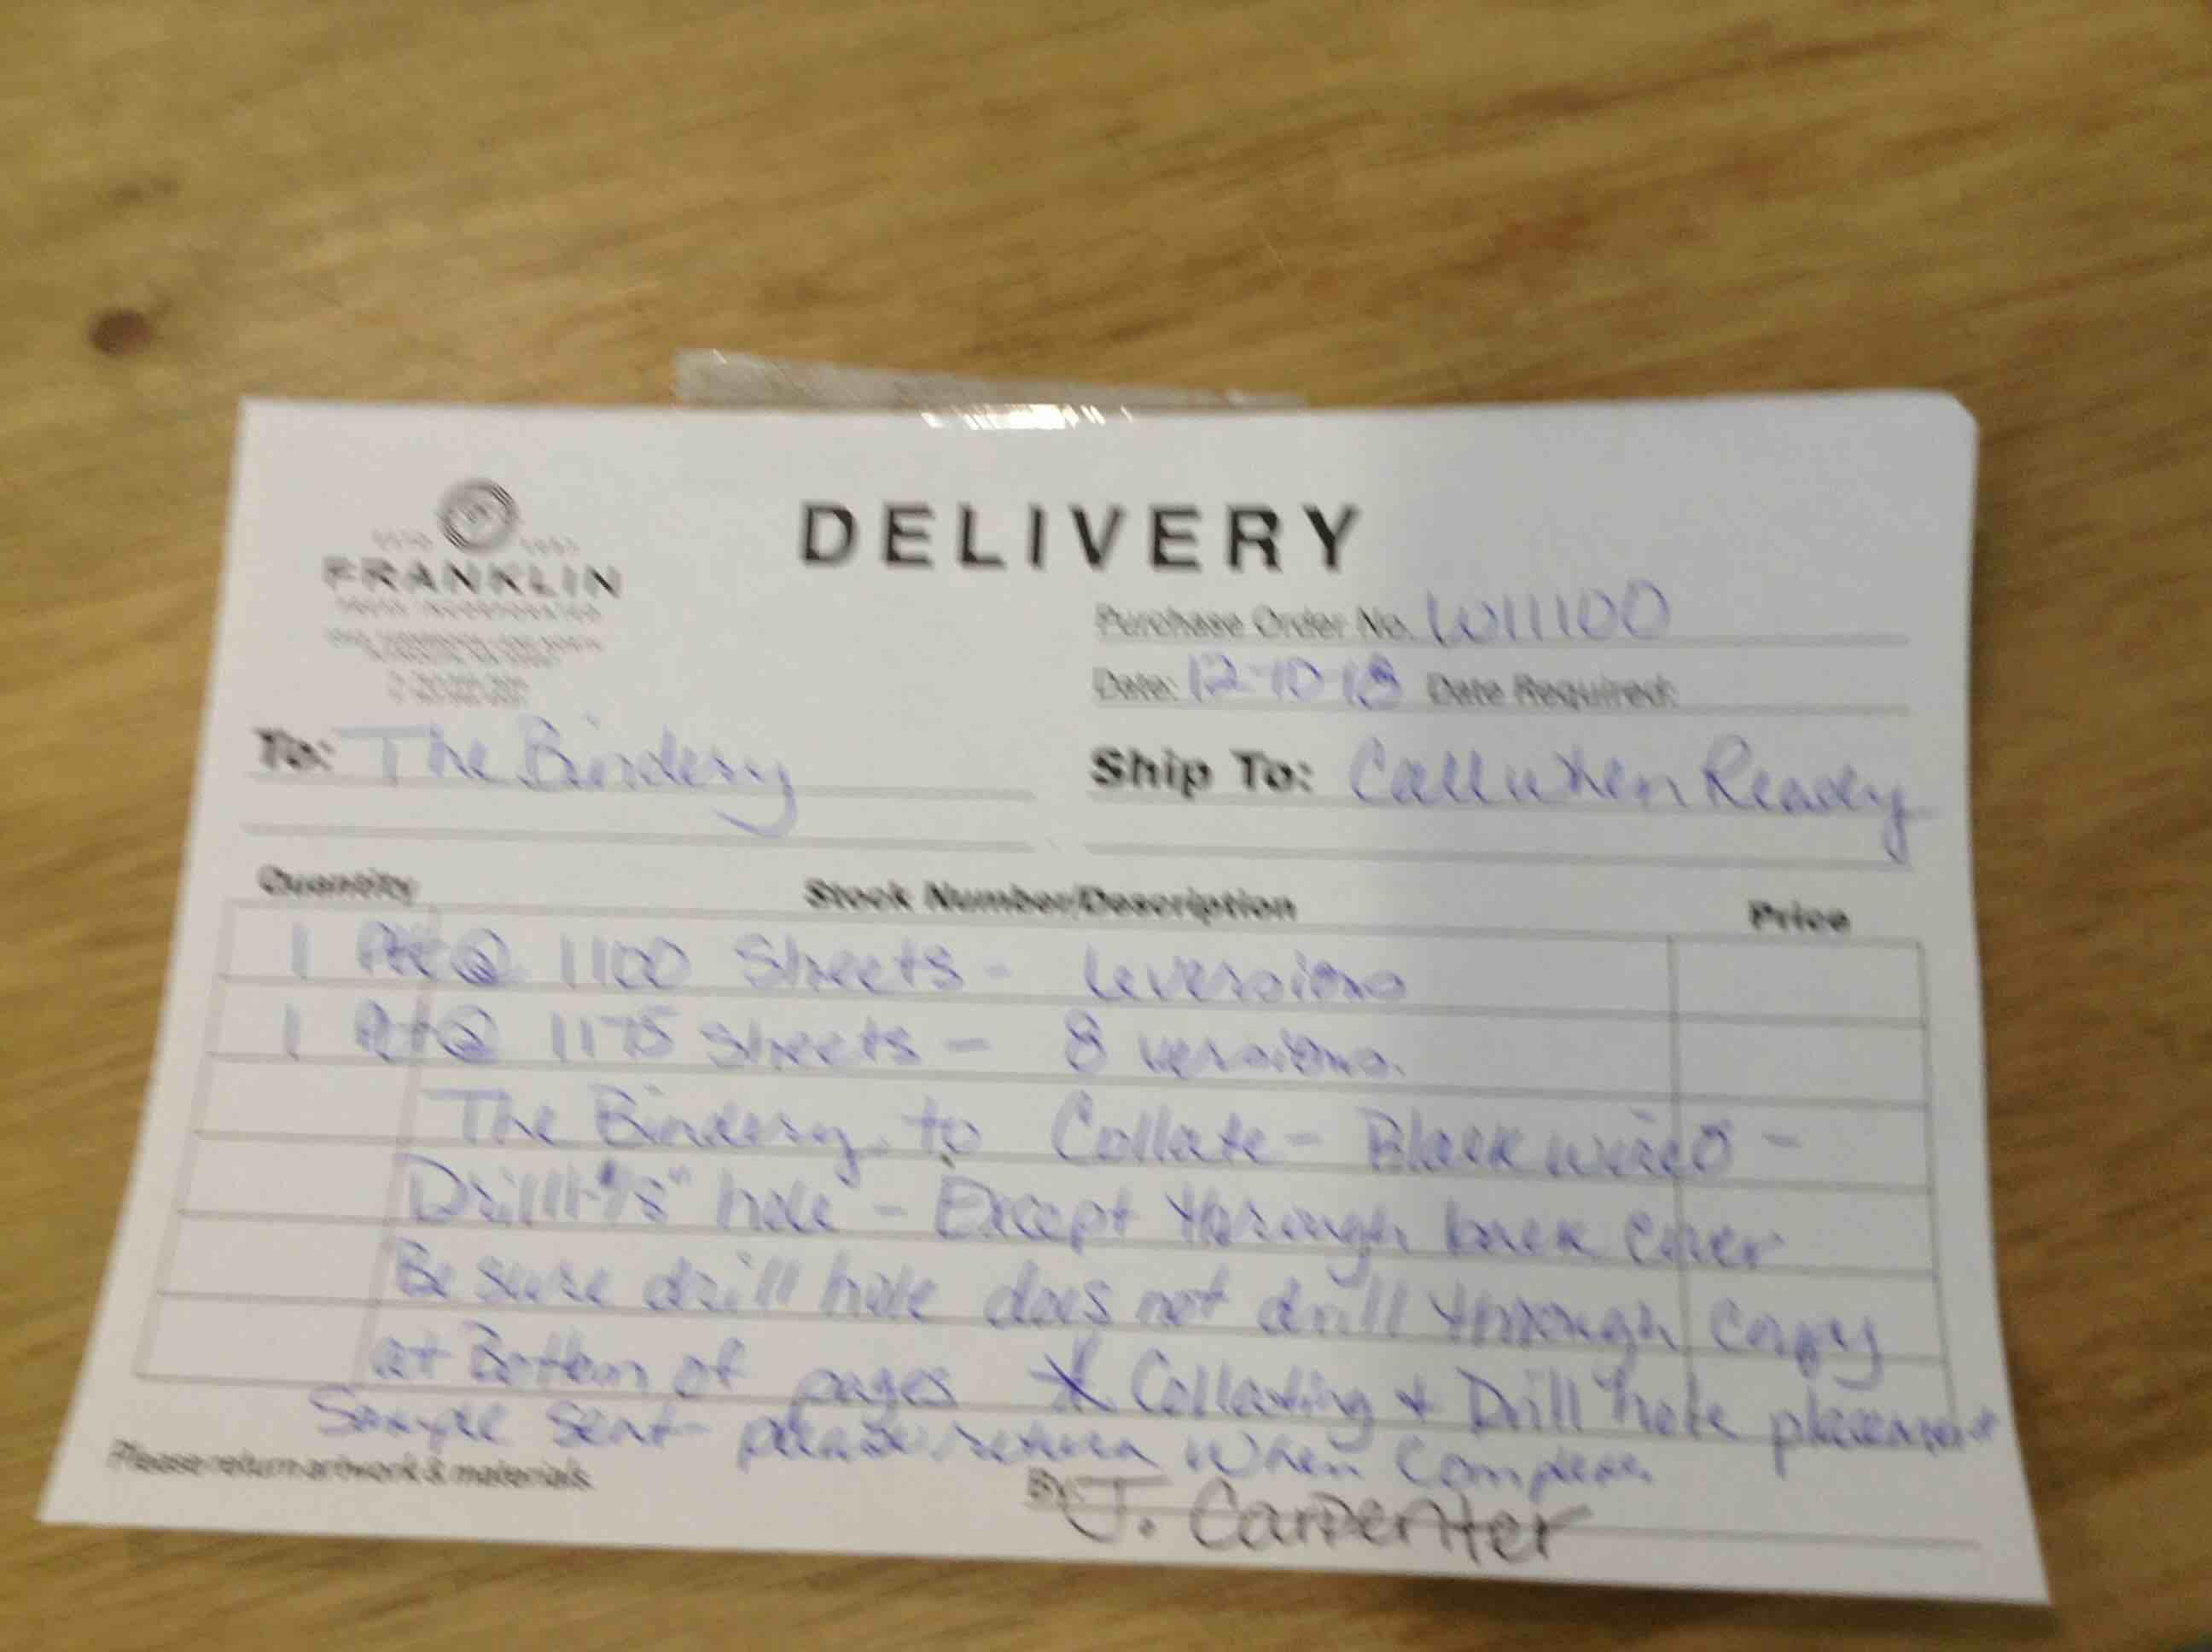 DELIVERY
FRANKLIN
Purchase Order No. W11100
Date: 12-10-18 Date Required:
To: The Bindery
Ship To: Call when Ready
Quantity Stock Number/Description Price
1 @ 1100 Sheets - versions
1 @ 1175 Sheets - 8 versions.
The Bindery to Collate - Black wireo -
Drill hole - Except through back cover
Be sure drill hole does not drill through copy
at Bottom of pages * Collating + Drill hole placement
Sample sent - please return when complete
Please return artwork & materials.
By: J. Carpenter